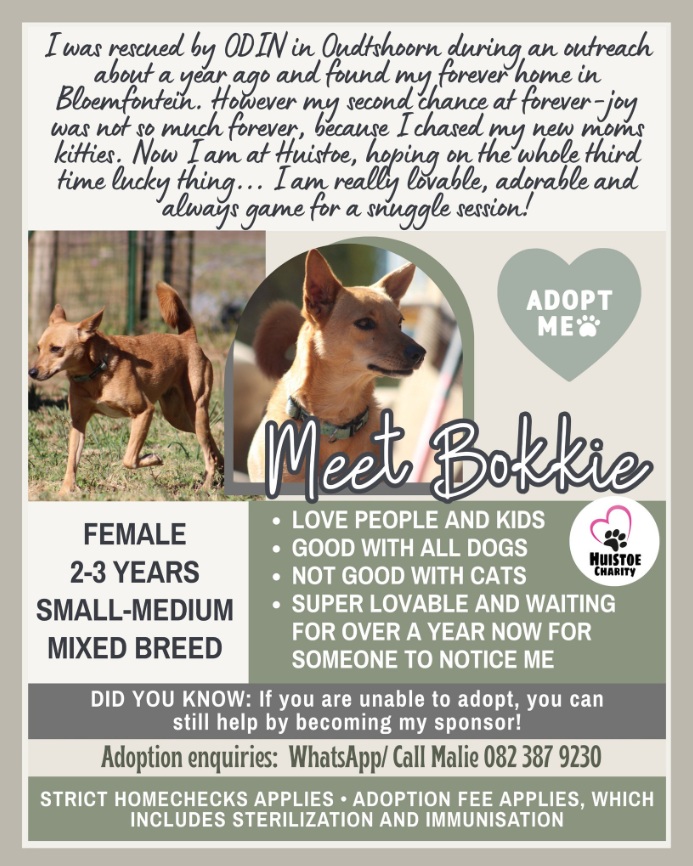 I was rescued by ODIN in Oudtshoorn during an outreach
about a year ago and found my forever home in
Bloemfontein. However my second chance at forever-joy
was not so much forever, because I chased my new moms
kitties. Now I am at Huistoe, hoping on the whole third
time lucky thing... I am really lovable, adorable and
always game for a snuggle session!
ADOPT
ME
Meet Bokkie
FEMALE
2-3 YEARS
SMALL-MEDIUM
MIXED BREED
• LOVE PEOPLE AND KIDS
• GOOD WITH ALL DOGS
• NOT GOOD WITH CATS
• SUPER LOVABLE AND WAITING
FOR OVER A YEAR NOW FOR
SOMEONE TO NOTICE ME
HUISTOE
CHARITY
DID YOU KNOW: If you are unable to adopt, you can
still help by becoming my sponsor!
Adoption enquiries: WhatsApp/ Call Malie 082 387 9230
STRICT HOMECHECKS APPLIES • ADOPTION FEE APPLIES, WHICH
INCLUDES STERILIZATION AND IMMUNISATION